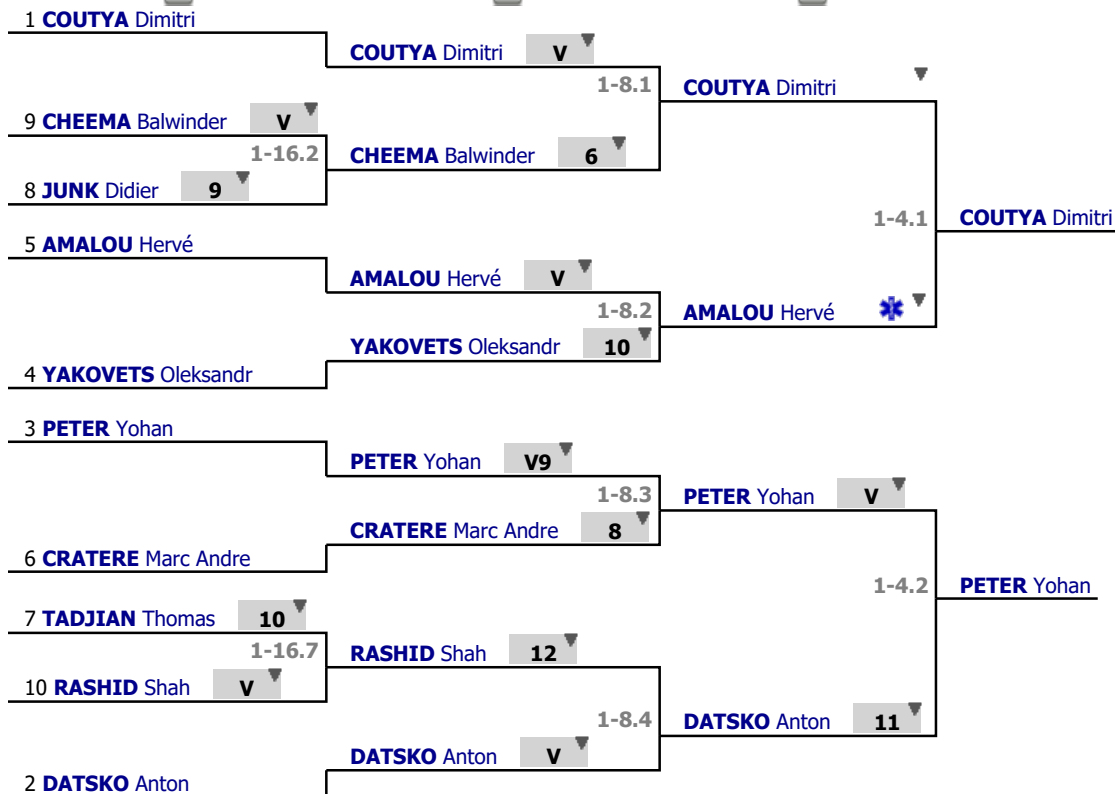 1 COUTYA Dimitri
COUTYA Dimitri V
1-8.1
COUTYA Dimitri
9 CHEEMA Balwinder V
1-16.2
CHEEMA Balwinder 6
8 JUNK Didier 9
1-4.1
COUTYA Dimitri
5 AMALOU Hervé
AMALOU Hervé V
1-8.2
AMALOU Hervé
YAKOVETS Oleksandr 10
4 YAKOVETS Oleksandr
3 PETER Yohan
PETER Yohan V9
1-8.3
PETER Yohan V
CRATERE Marc Andre 8
6 CRATERE Marc Andre
1-4.2
PETER Yohan
7 TADJIAN Thomas 10
1-16.7
RASHID Shah 12
10 RASHID Shah V
1-8.4
DATSKO Anton 11
DATSKO Anton V
2 DATSKO Anton